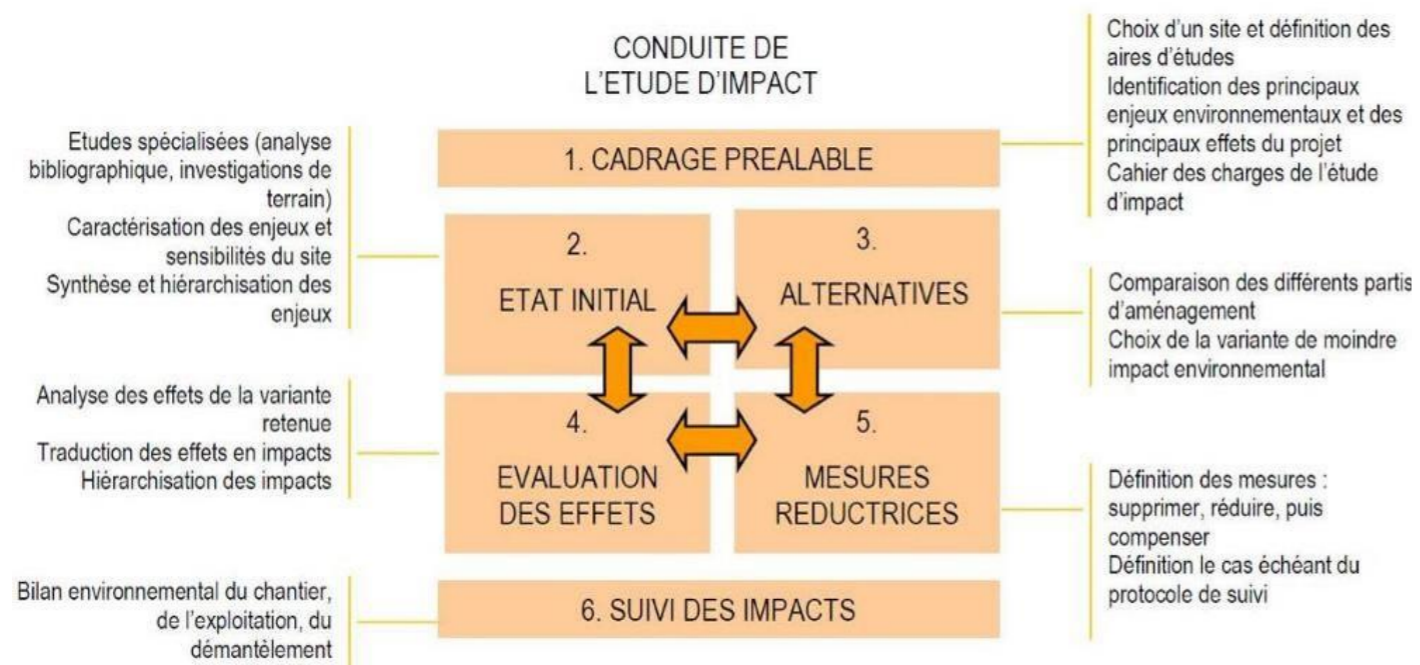 CONDUITE DE
L'ETUDE D'IMPACT
1. CADRAGE PREALABLE
Choix d'un site et définition des
aires d'études
Identification des principaux
enjeux environnementaux et des
principaux effets du projet
Cahier des charges de l'étude
d'impact
Etudes spécialisées (analyse
bibliographique, investigations de
terrain)
Caractérisation des enjeux et
sensibilités du site
Synthèse et hiérarchisation des
enjeux
2.
ETAT INITIAL
3.
ALTERNATIVES
Comparaison des différents partis
d'aménagement
Choix de la variante de moindre
impact environnemental
Analyse des effets de la variante
retenue
Traduction des effets en impacts
Hiérarchisation des impacts
4.
EVALUATION
DES EFFETS
5.
MESURES
REDUCTRICES
Définition des mesures :
supprimer, réduire, puis
compenser
Définition le cas échéant du
protocole de suivi
Bilan environnemental du chantier,
de l'exploitation, du
démantèlement
6. SUIVI DES IMPACTS